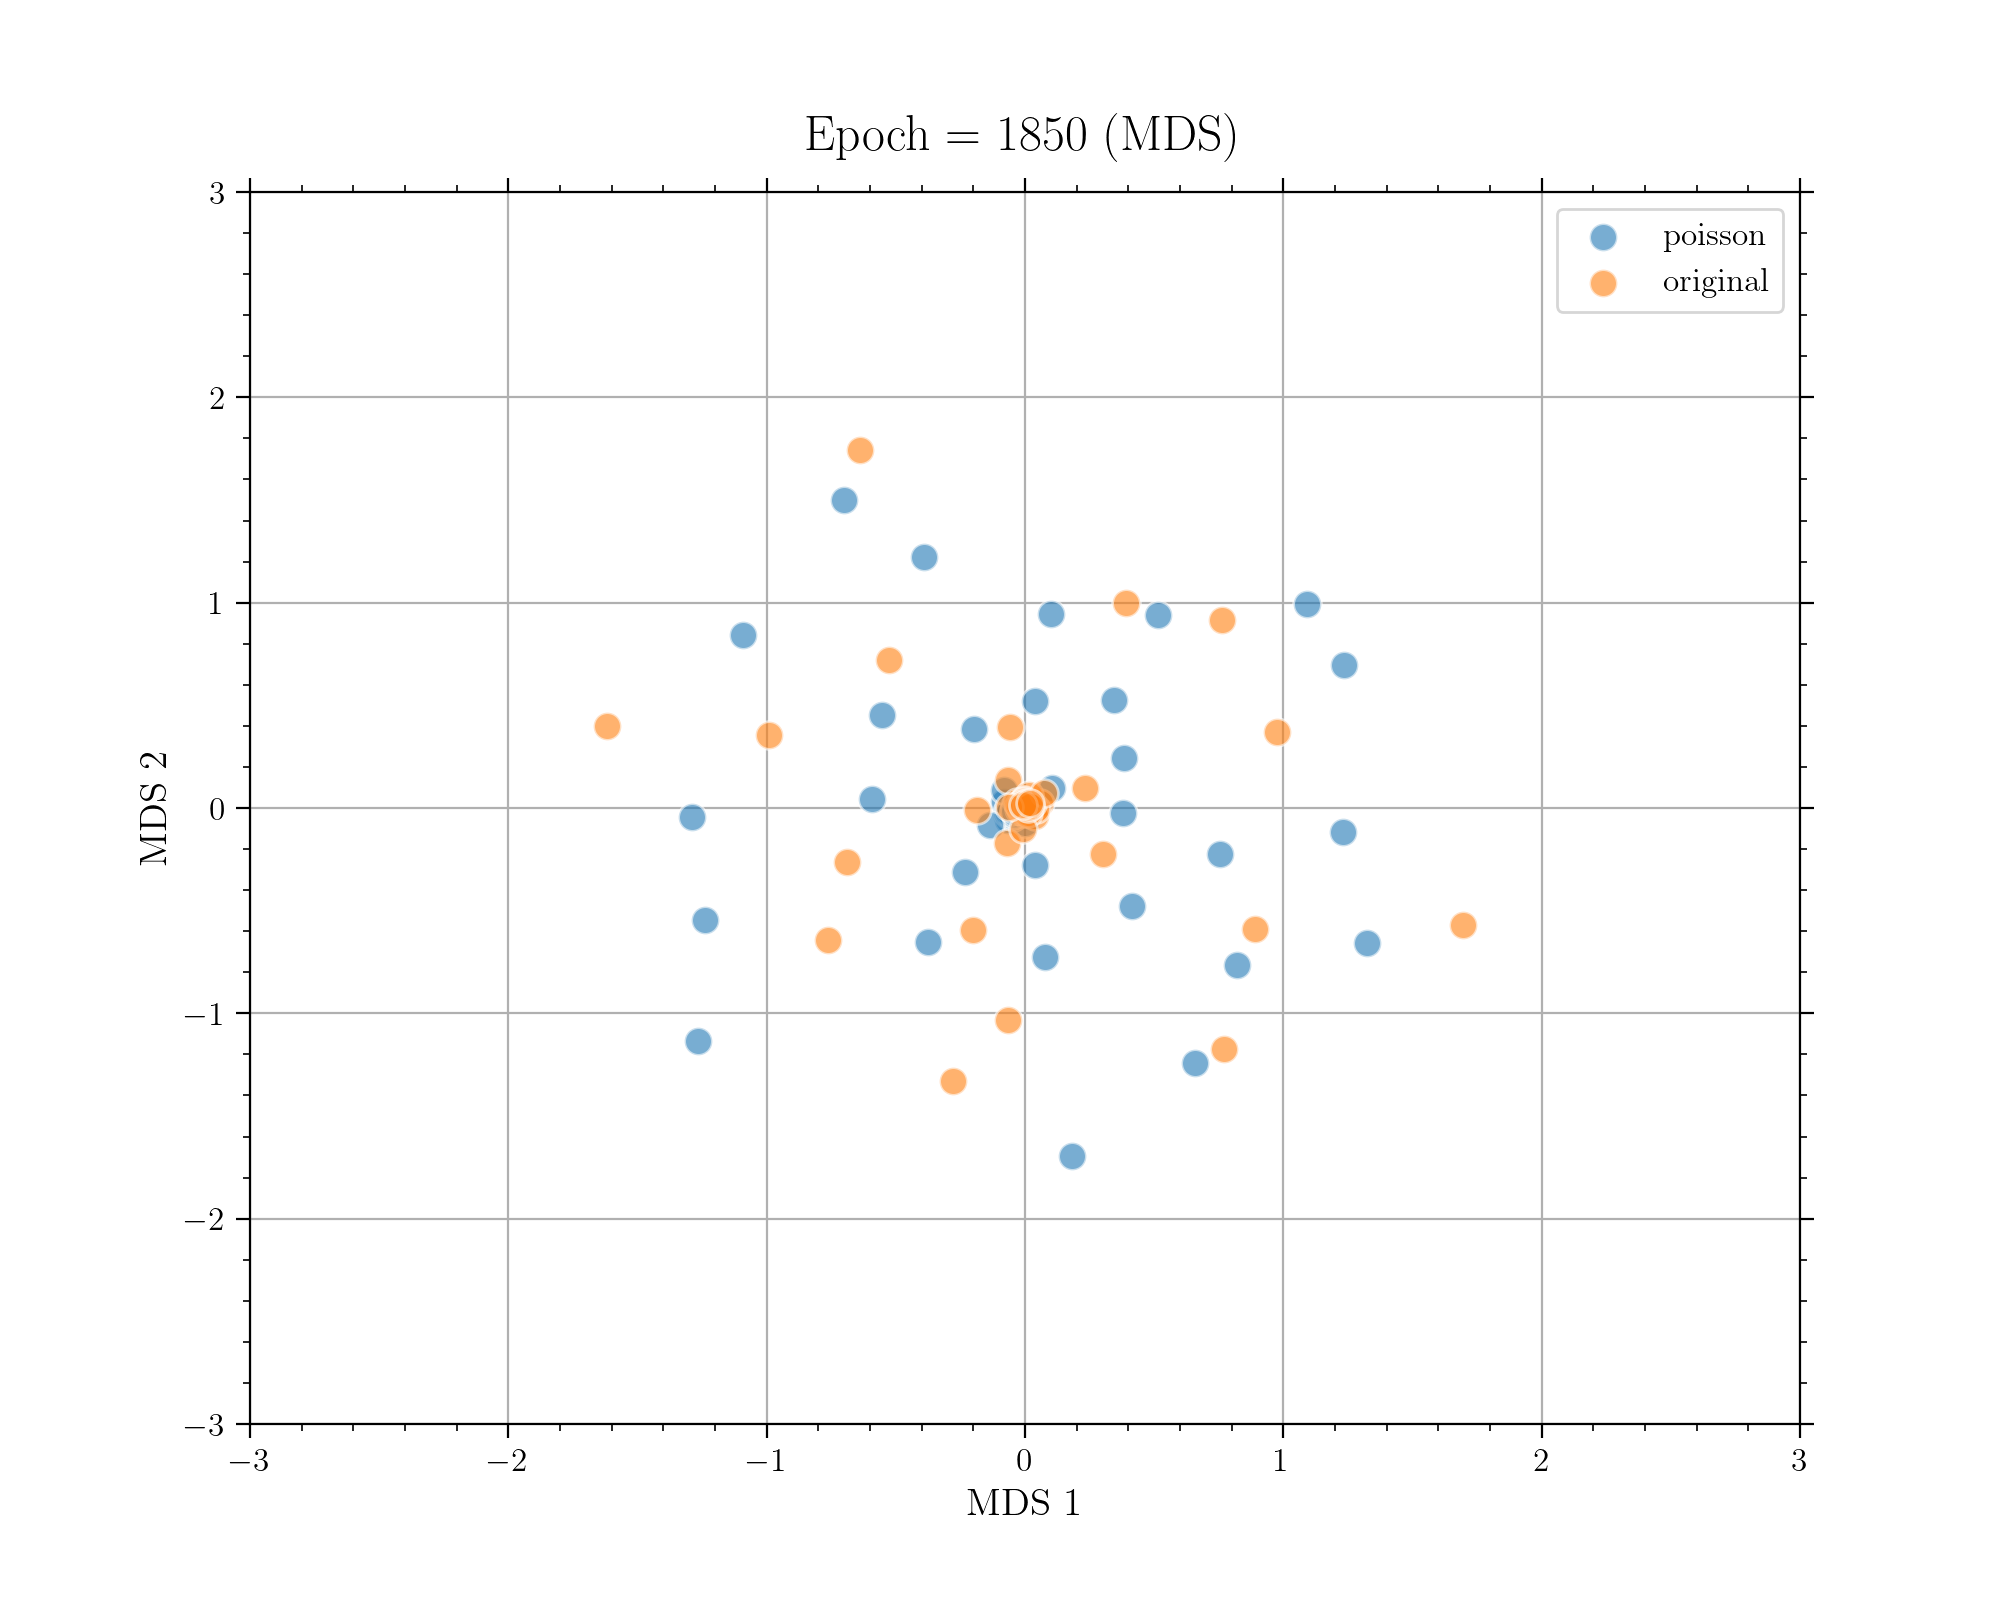 Epoch = 1850 (MDS)
poisson
original
3
2
1
0
−1
−2
−3
MDS 2
−3 −2 −1 0 1 2 3
MDS 1